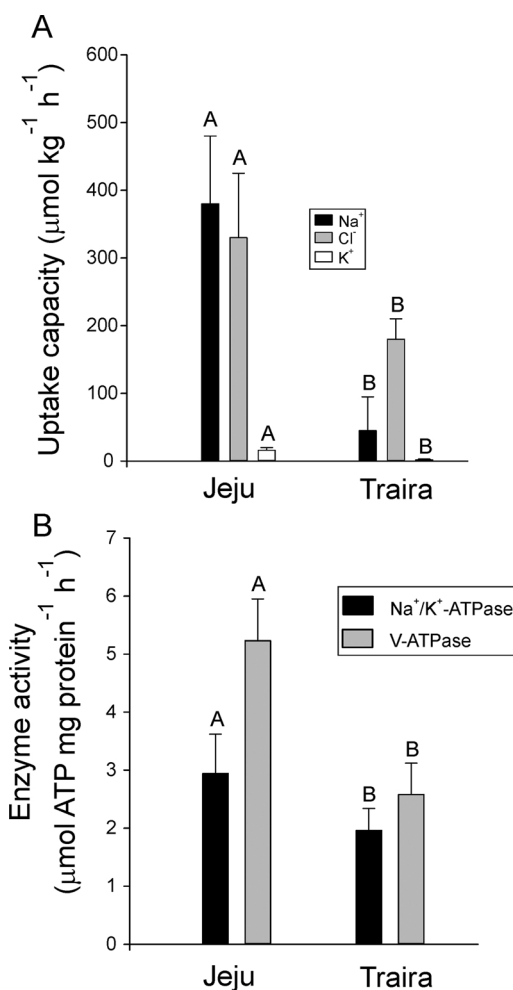 A
600
500
400
300
200
100
0
Uptake capacity (μmol kg⁻¹ h⁻¹)
A
A
A
B
B
B
Na⁺
Cl⁻
K⁺
Jeju
Traira
B
7
6
5
4
3
2
1
0
Enzyme activity
(μmol ATP mg protein⁻¹ h⁻¹)
A
A
B
B
Na⁺/K⁺-ATPase
V-ATPase
Jeju
Traira